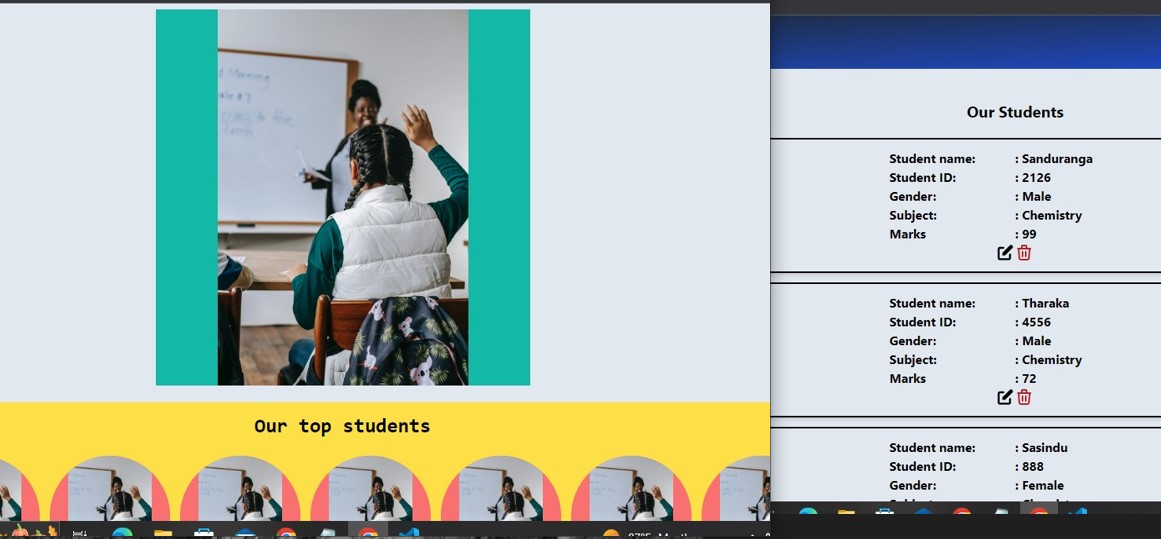 Morning
Our top students
Our Students
Student name: : Sanduranga
Student ID: : 2126
Gender: : Male
Subject: : Chemistry
Marks : 99
Student name: : Tharaka
Student ID: : 4556
Gender: : Male
Subject: : Chemistry
Marks : 72
Student name: : Sasindu
Student ID: : 888
Gender: : Female